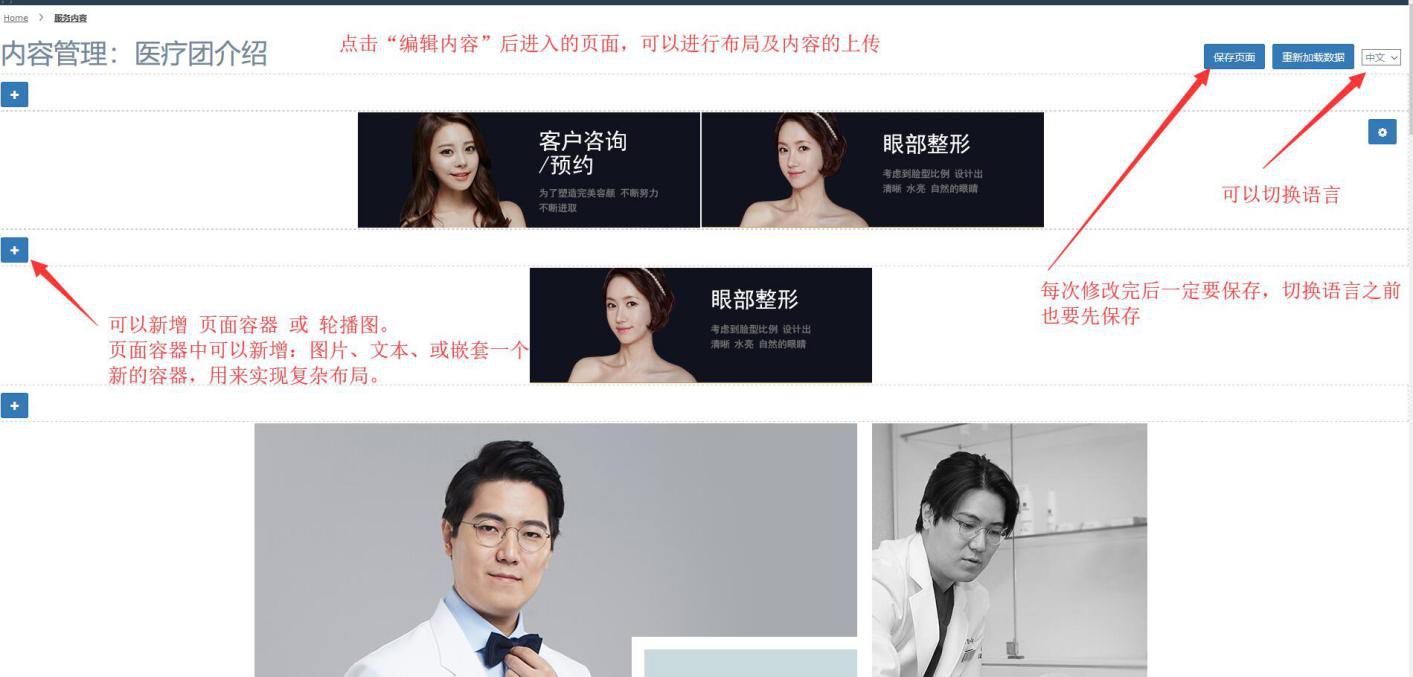 Home > 服务内容
内容管理：医疗团介绍
点击“编辑内容”后进入的页面，可以进行布局及内容的上传
保存页面 重新加载数据 中文
客户咨询
/预约
为了塑造完美容颜 不断努力
不断进取
眼部整形
考虑到脸型比例 设计出
清晰 水亮 自然的眼睛
可以切换语言
每次修改完后一定要保存，切换语言之前
也要先保存
眼部整形
考虑到脸型比例 设计出
清晰 水亮 自然的眼睛
可以新增 页面容器 或 轮播图。
页面容器中可以新增：图片、文本、或嵌套一个
新的容器，用来实现复杂布局。